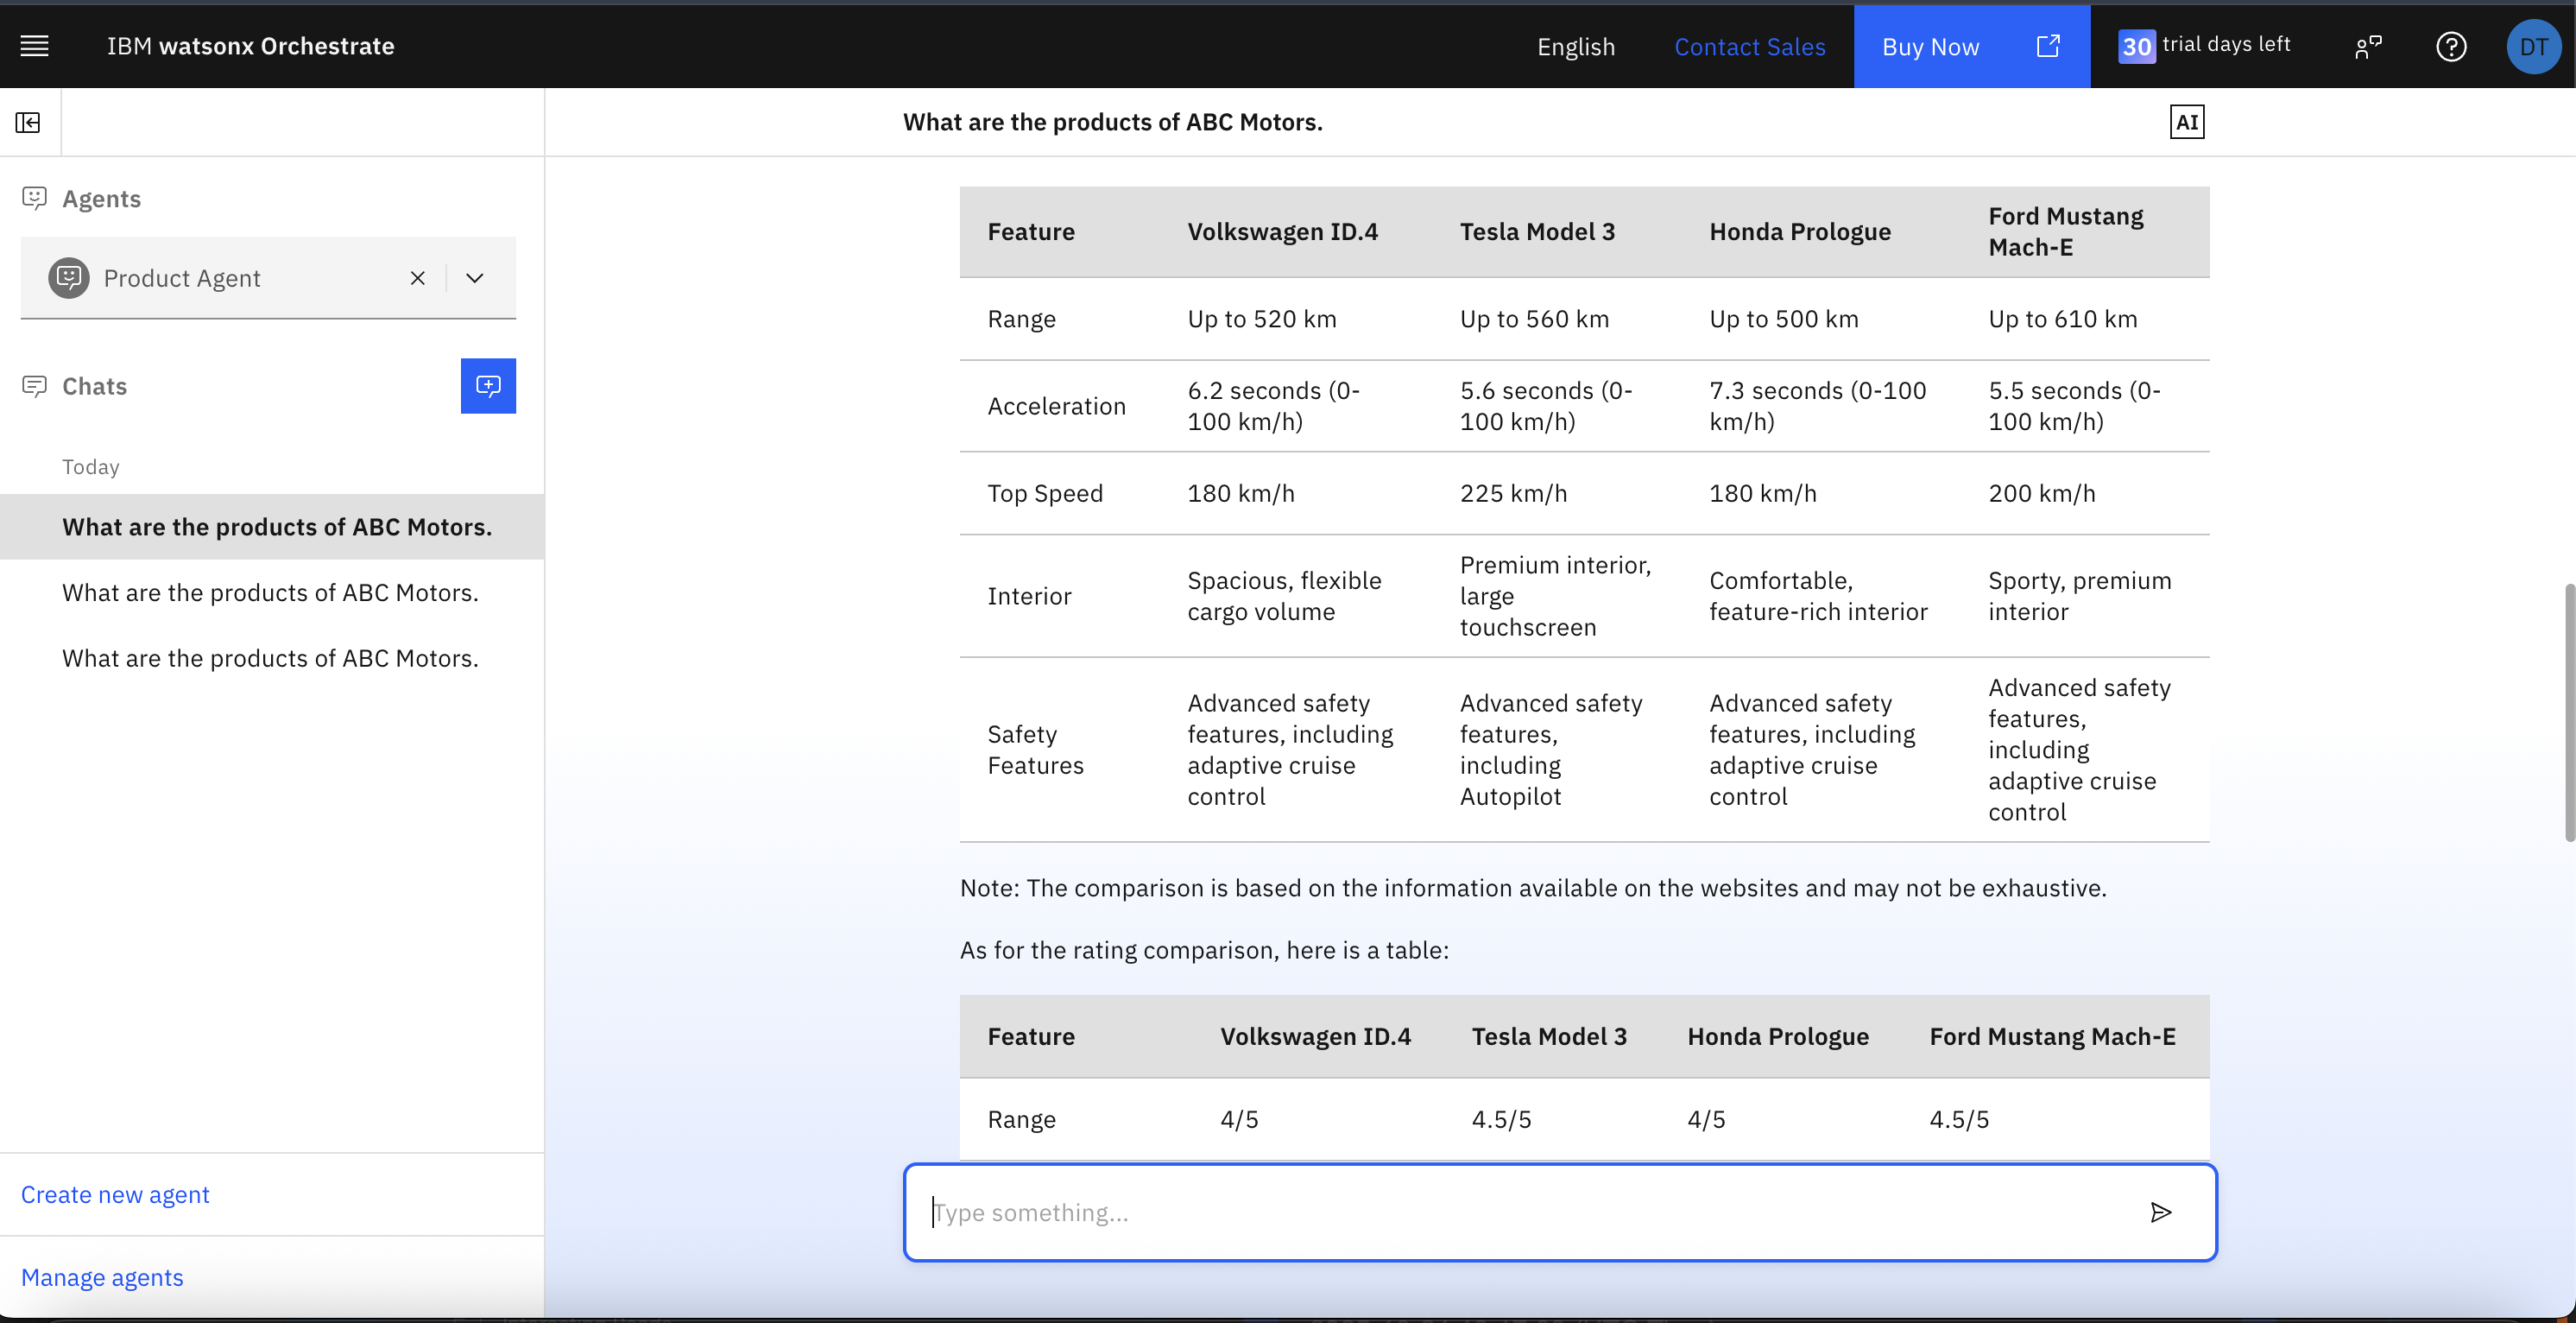 IBM watsonx Orchestrate
English
Contact Sales
Buy Now
30 trial days left
DT
What are the products of ABC Motors.
AI
Agents
Product Agent
Chats
Today
What are the products of ABC Motors.
What are the products of ABC Motors.
What are the products of ABC Motors.
Create new agent
Manage agents
Feature Volkswagen ID.4 Tesla Model 3 Honda Prologue Ford Mustang
Mach-E
Range Up to 520 km Up to 560 km Up to 500 km Up to 610 km
Acceleration
6.2 seconds (0-
100 km/h)
5.6 seconds (0-
100 km/h)
7.3 seconds (0-100
km/h)
5.5 seconds (0-
100 km/h)
Top Speed 180 km/h 225 km/h 180 km/h 200 km/h
Interior
Spacious, flexible
cargo volume
Premium interior,
large
touchscreen
Comfortable,
feature-rich interior
Sporty, premium
interior
Safety
Features
Advanced safety
features, including
adaptive cruise
control
Advanced safety
features,
including
Autopilot
Advanced safety
features, including
adaptive cruise
control
Advanced safety
features,
including
adaptive cruise
control
Note: The comparison is based on the information available on the websites and may not be exhaustive.
As for the rating comparison, here is a table:
Feature Volkswagen ID.4 Tesla Model 3 Honda Prologue Ford Mustang Mach-E
Range 4/5 4.5/5 4/5 4.5/5
Type something...